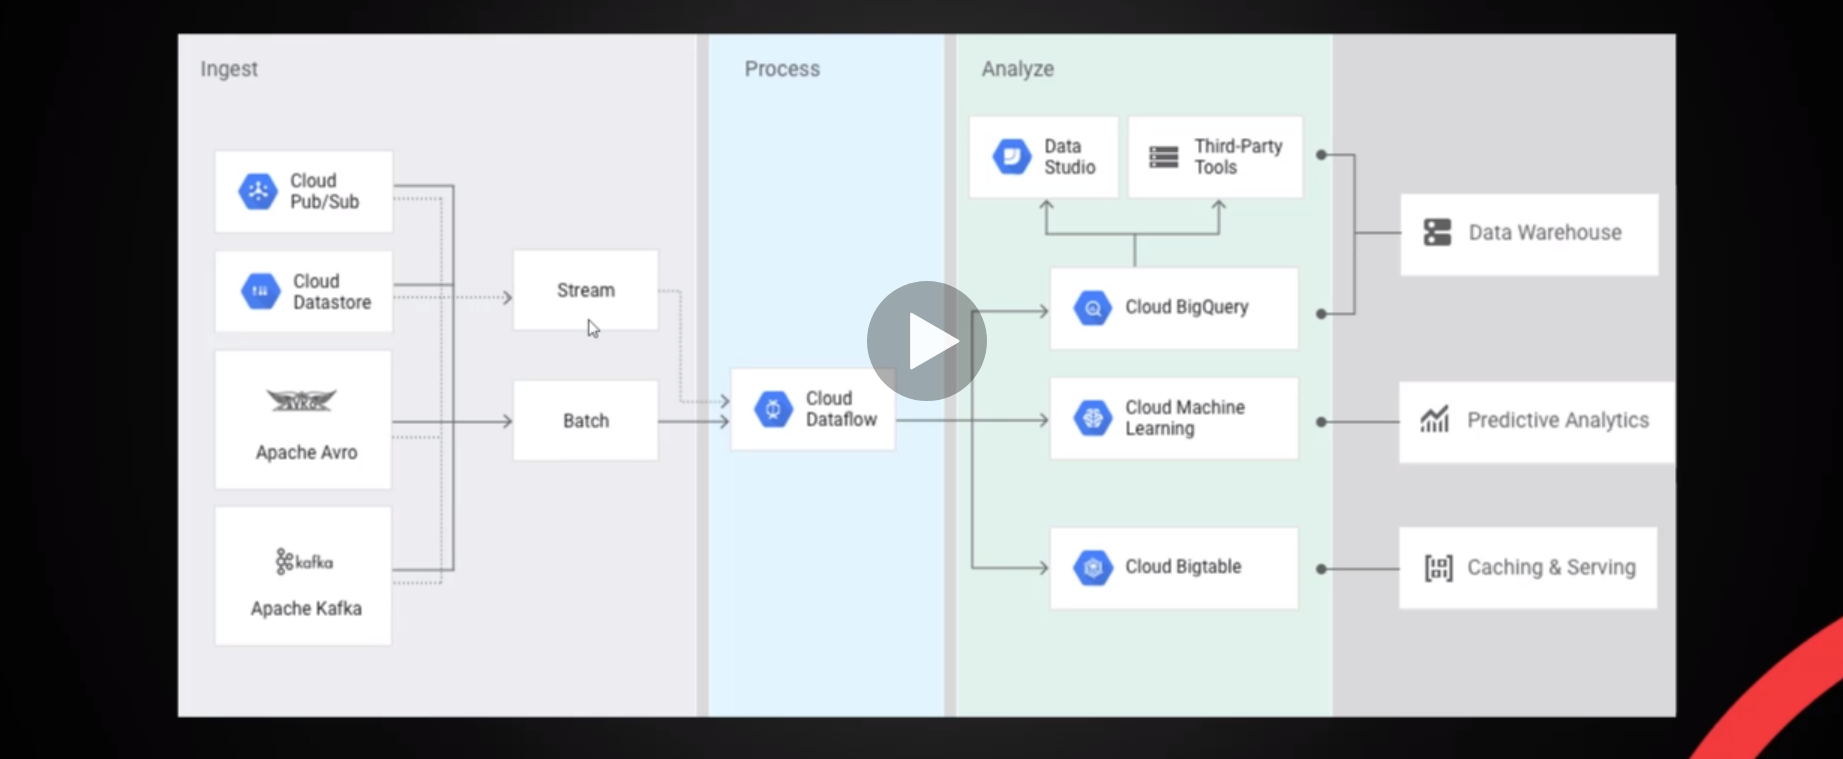 Ingest
Process
Analyze
Cloud
Pub/Sub
Cloud
Datastore
AVRO
Apache Avro
kafka
Apache Kafka
Stream
Batch
Cloud
Dataflow
Data
Studio
Third-Party
Tools
Cloud BigQuery
Cloud Machine
Learning
Cloud Bigtable
Data Warehouse
Predictive Analytics
Caching & Serving